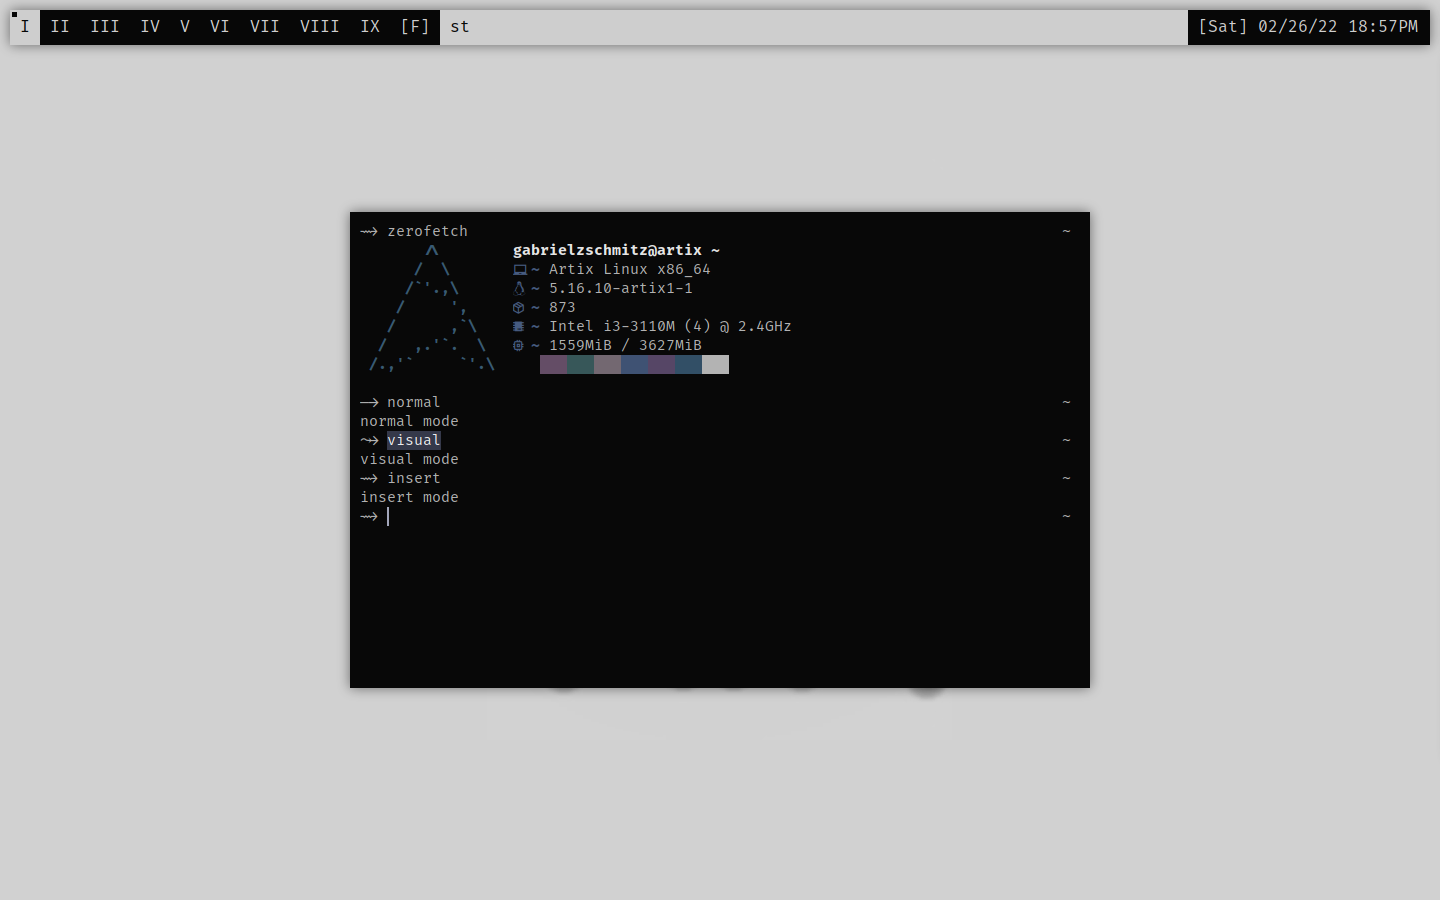 I II III IV V VI VII VIII IX [F] st [Sat] 02/26/22 18:57PM
~~> zerofetch ~
gabrielzschmitz@artix ~
~ Artix Linux x86_64
~ 5.16.10-artix1-1
~ 873
~ Intel i3-3110M (4) @ 2.4GHz
~ 1559MiB / 3627MiB
--> normal ~
normal mode
~-> visual ~
visual mode
~~> insert ~
insert mode
~~> ~